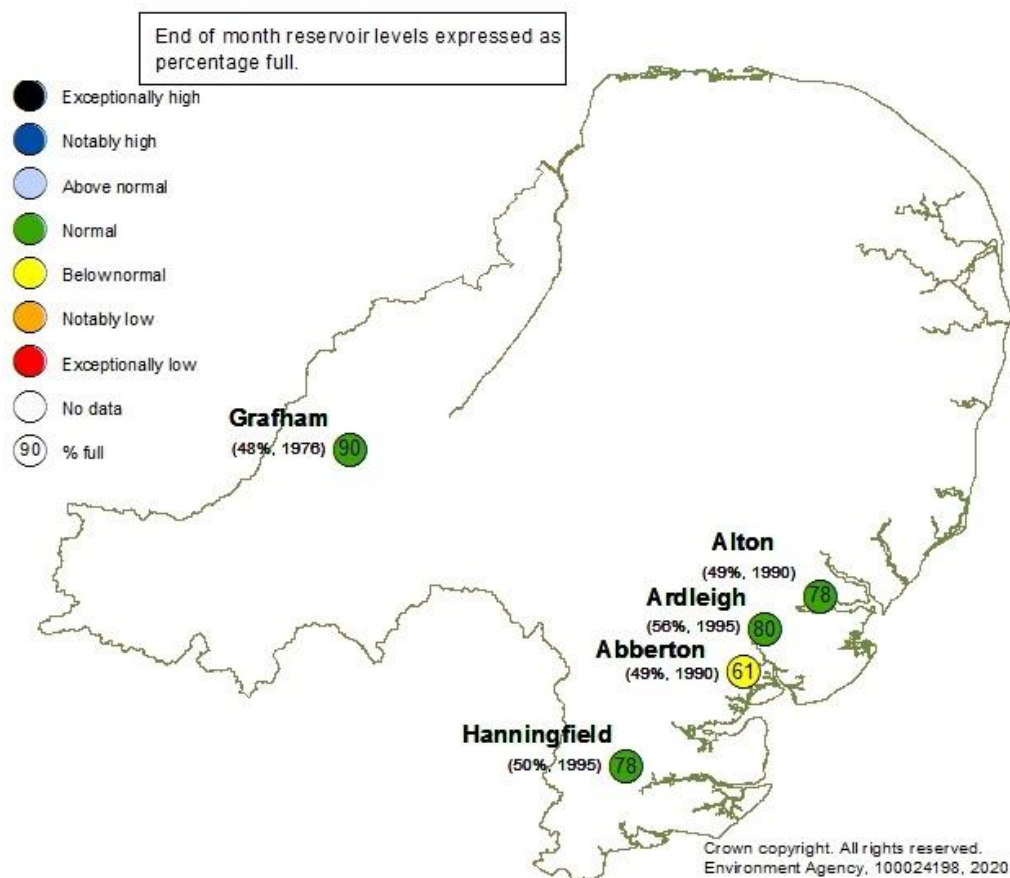 End of month reservoir levels expressed as
percentage full.
Exceptionally high
Notably high
Above normal
Normal
Belownormal
Notably low
Exceptionally low
No data
90 % full
Grafham
(48%, 1976) 90
Alton
(49%, 1990)
78
Ardleigh
(56%, 1995) 80
Abberton
(49%, 1990) 61
Hanningfield
(50%, 1995) 78
Crown copyright. All rights reserved.
Environment Agency, 100024198, 2020